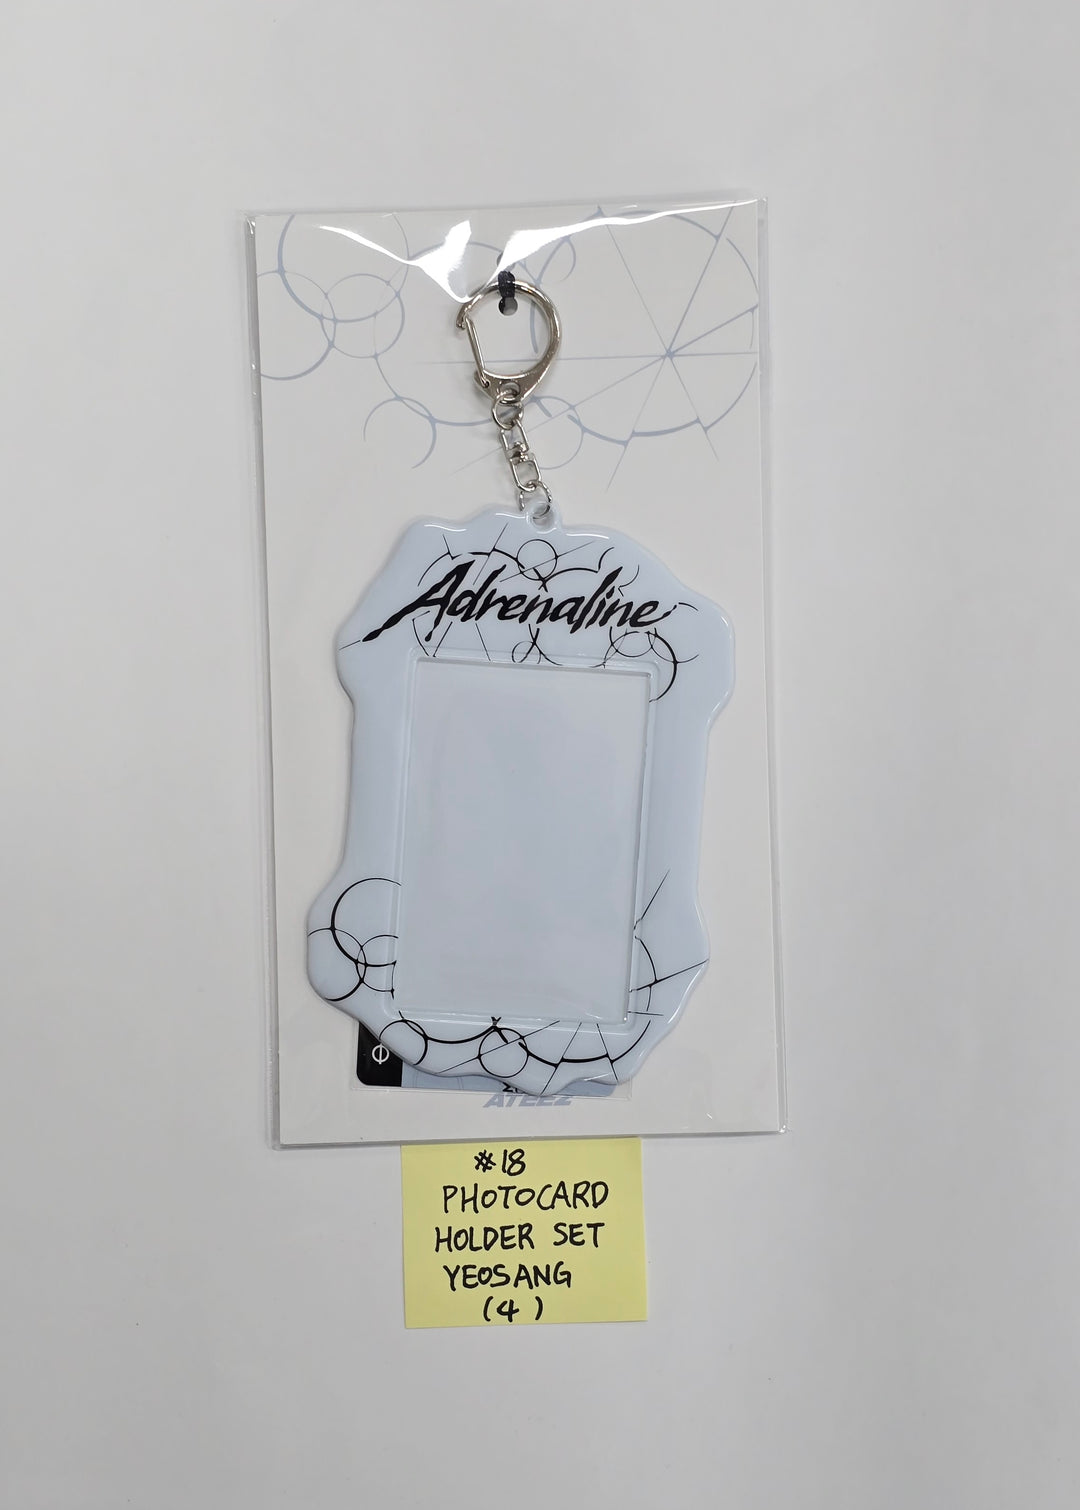 Adrenaline
ATEEZ
#18
PHOTOCARD
HOLDER SET
YEOSANG
(4)